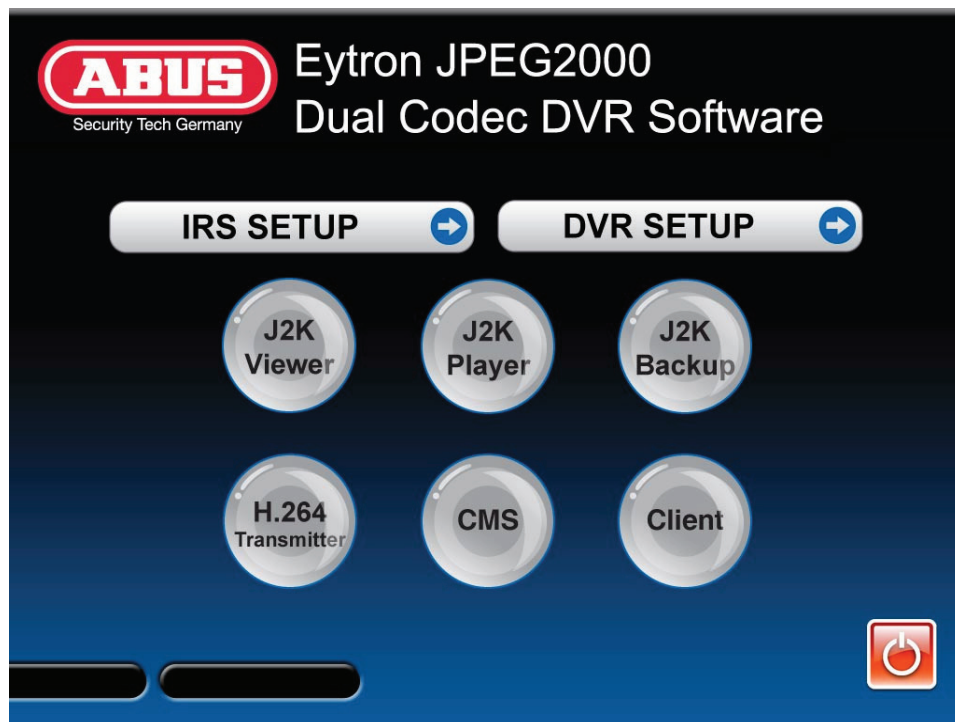 ABUS
Security Tech Germany
Eytron JPEG2000
Dual Codec DVR Software
IRS SETUP
DVR SETUP
J2K
Viewer
J2K
Player
J2K
Backup
H.264
Transmitter
CMS
Client